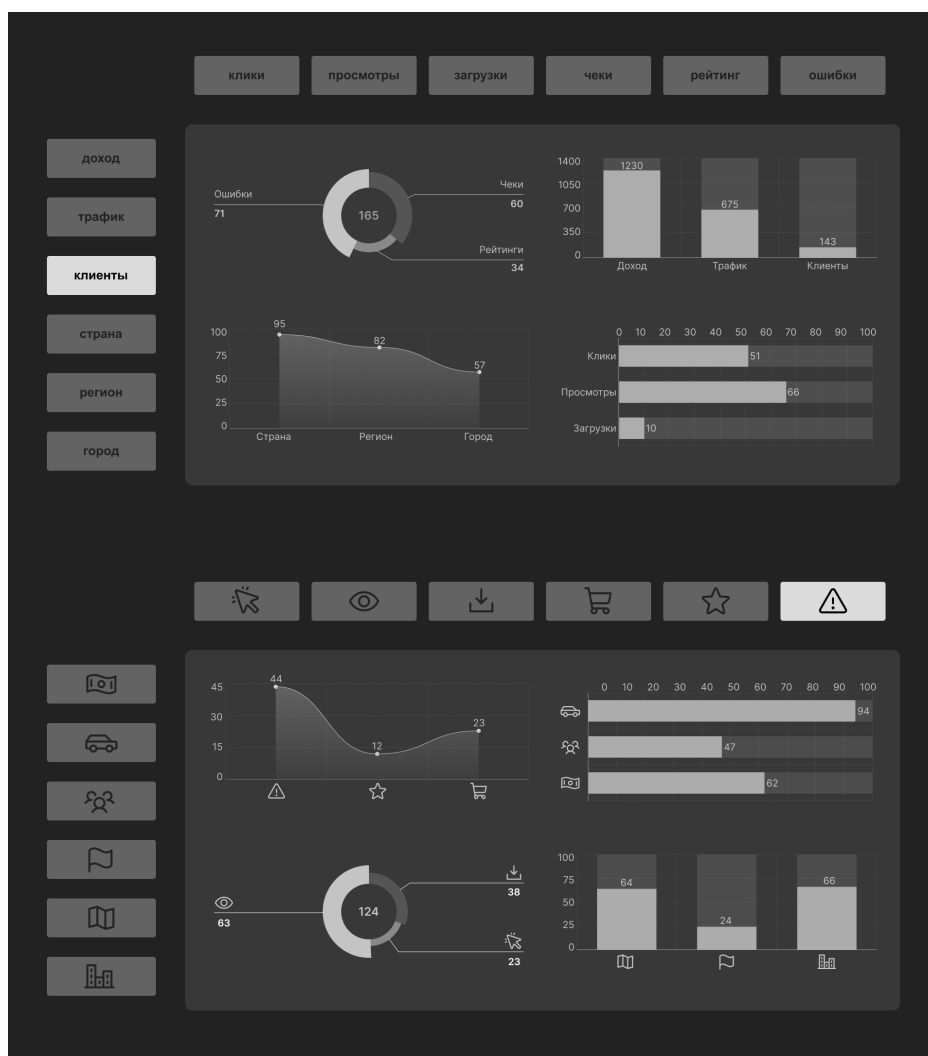 клики просмотры загрузки чеки рейтинг ошибки
доход
трафик
клиенты
страна
регион
город
Ошибки
71
165
Чеки
60
Рейтинги
34
1400
1050
700
350
0
1230
675
143
Доход Трафик Клиенты
100
75
50
25
0
95
82
57
Страна Регион Город
0 10 20 30 40 50 60 70 80 90 100
Клики 51
Просмотры 66
Загрузки 10
45
30
15
0
44
12
23
0 10 20 30 40 50 60 70 80 90 100
94
47
62
63
124
38
23
100
75
50
25
0
64
24
66